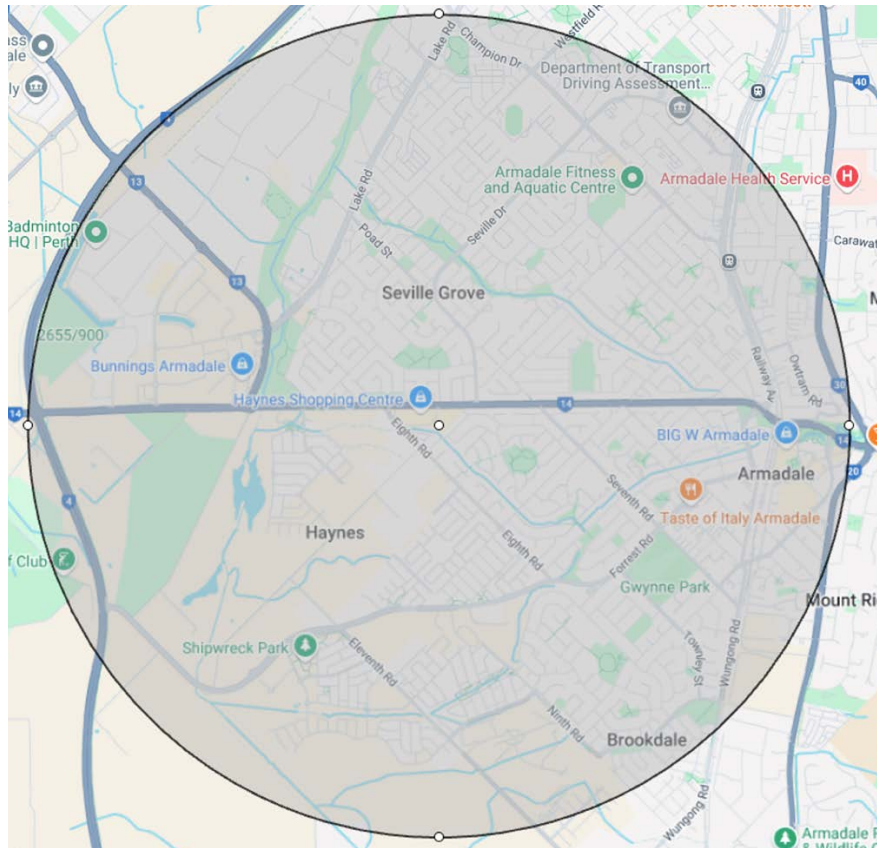 Lake Rd
Champion Dr
Department of Transport
Driving Assessment...
40
13
Armadale Fitness
and Aquatic Centre
Armadale Health Service
H
Lake Rd
Badminton
HQ | Perth
Poad St
Seville Dr
Carawat
13
Seville Grove
2655/900
Bunnings Armadale
Railway Av
Owtram Rd
30
14
Haynes Shopping Centre
14
BIG W Armadale
14
Eighth Rd
Armadale
20
4
Seventh Rd
Taste of Italy Armadale
Haynes
Eighth Rd
Forrest Rd
f Club
Gwynne Park
Mount Ri
Shipwreck Park
Eleventh Rd
Townley St
Wungong Rd
Ninth Rd
Brookdale
Wungong Rd
Armadale R